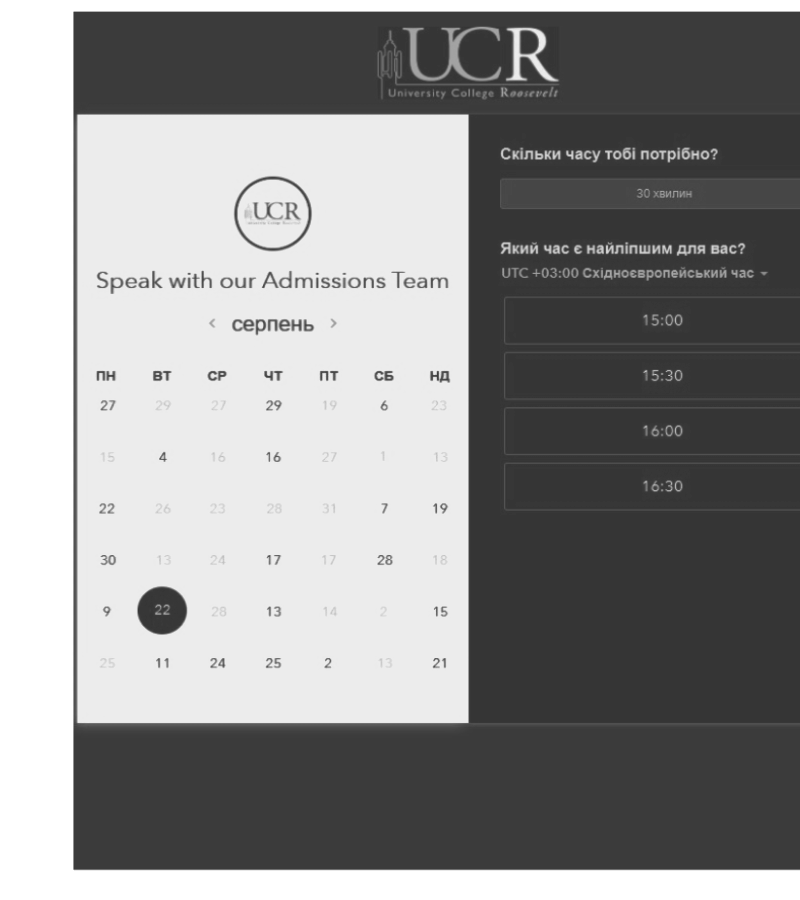 UCR
University College Roosevelt
UCR
Speak with our Admissions Team
< серпень >
ПН ВТ СР ЧТ ПТ СБ НД
27 29 27 29 19 6 23
15 4 16 16 27 1 13
22 26 23 28 31 7 19
30 13 24 17 17 28 18
9 22 28 13 14 2 15
25 11 24 25 2 13 21
Скільки часу тобі потрібно?
30 хвилин
Який час є найліпшим для вас?
UTC +03:00 Східноєвропейський час
15:00
15:30
16:00
16:30